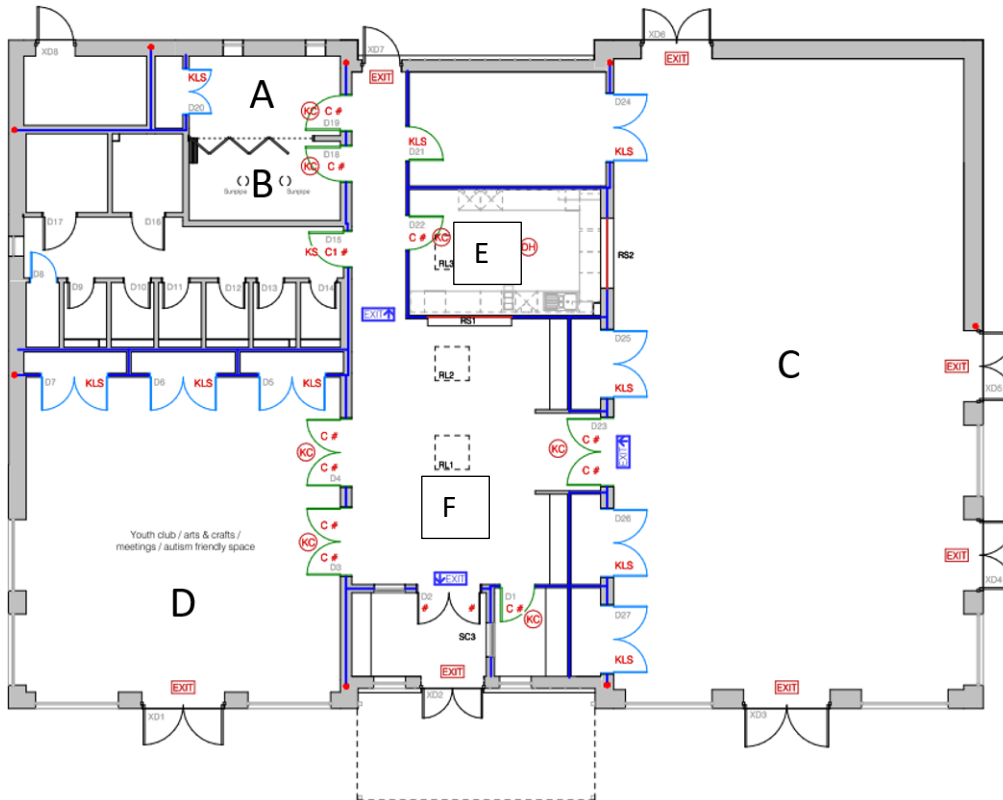 XD8
XD7
XD6
EXIT
EXIT
KLS
A
D20
KC C #
D19
D24
KLS
D21
KLS
D18
KC C #
B
Sunpipe
Sunpipe
D17
D16
D22
C # KC
E
DH
RL3
RS2
D15
KS C1 #
D8
D9
D10
D11
D12
D13
D14
EXIT
RS1
D25
KLS
RL2
C
EXIT
XD5
D7
KLS
D6
KLS
D5
KLS
D23
C #
KC
C #
EXIT
C #
KC
C #
D4
RL1
F
C #
KC
C #
D3
D26
KLS
EXIT
XD4
Youth club / arts & crafts /
meetings / autism friendly space
D
EXIT
D2
#
#
D1
C #
KC
D27
KLS
SC3
EXIT
EXIT
EXIT
XD1
XD2
XD3